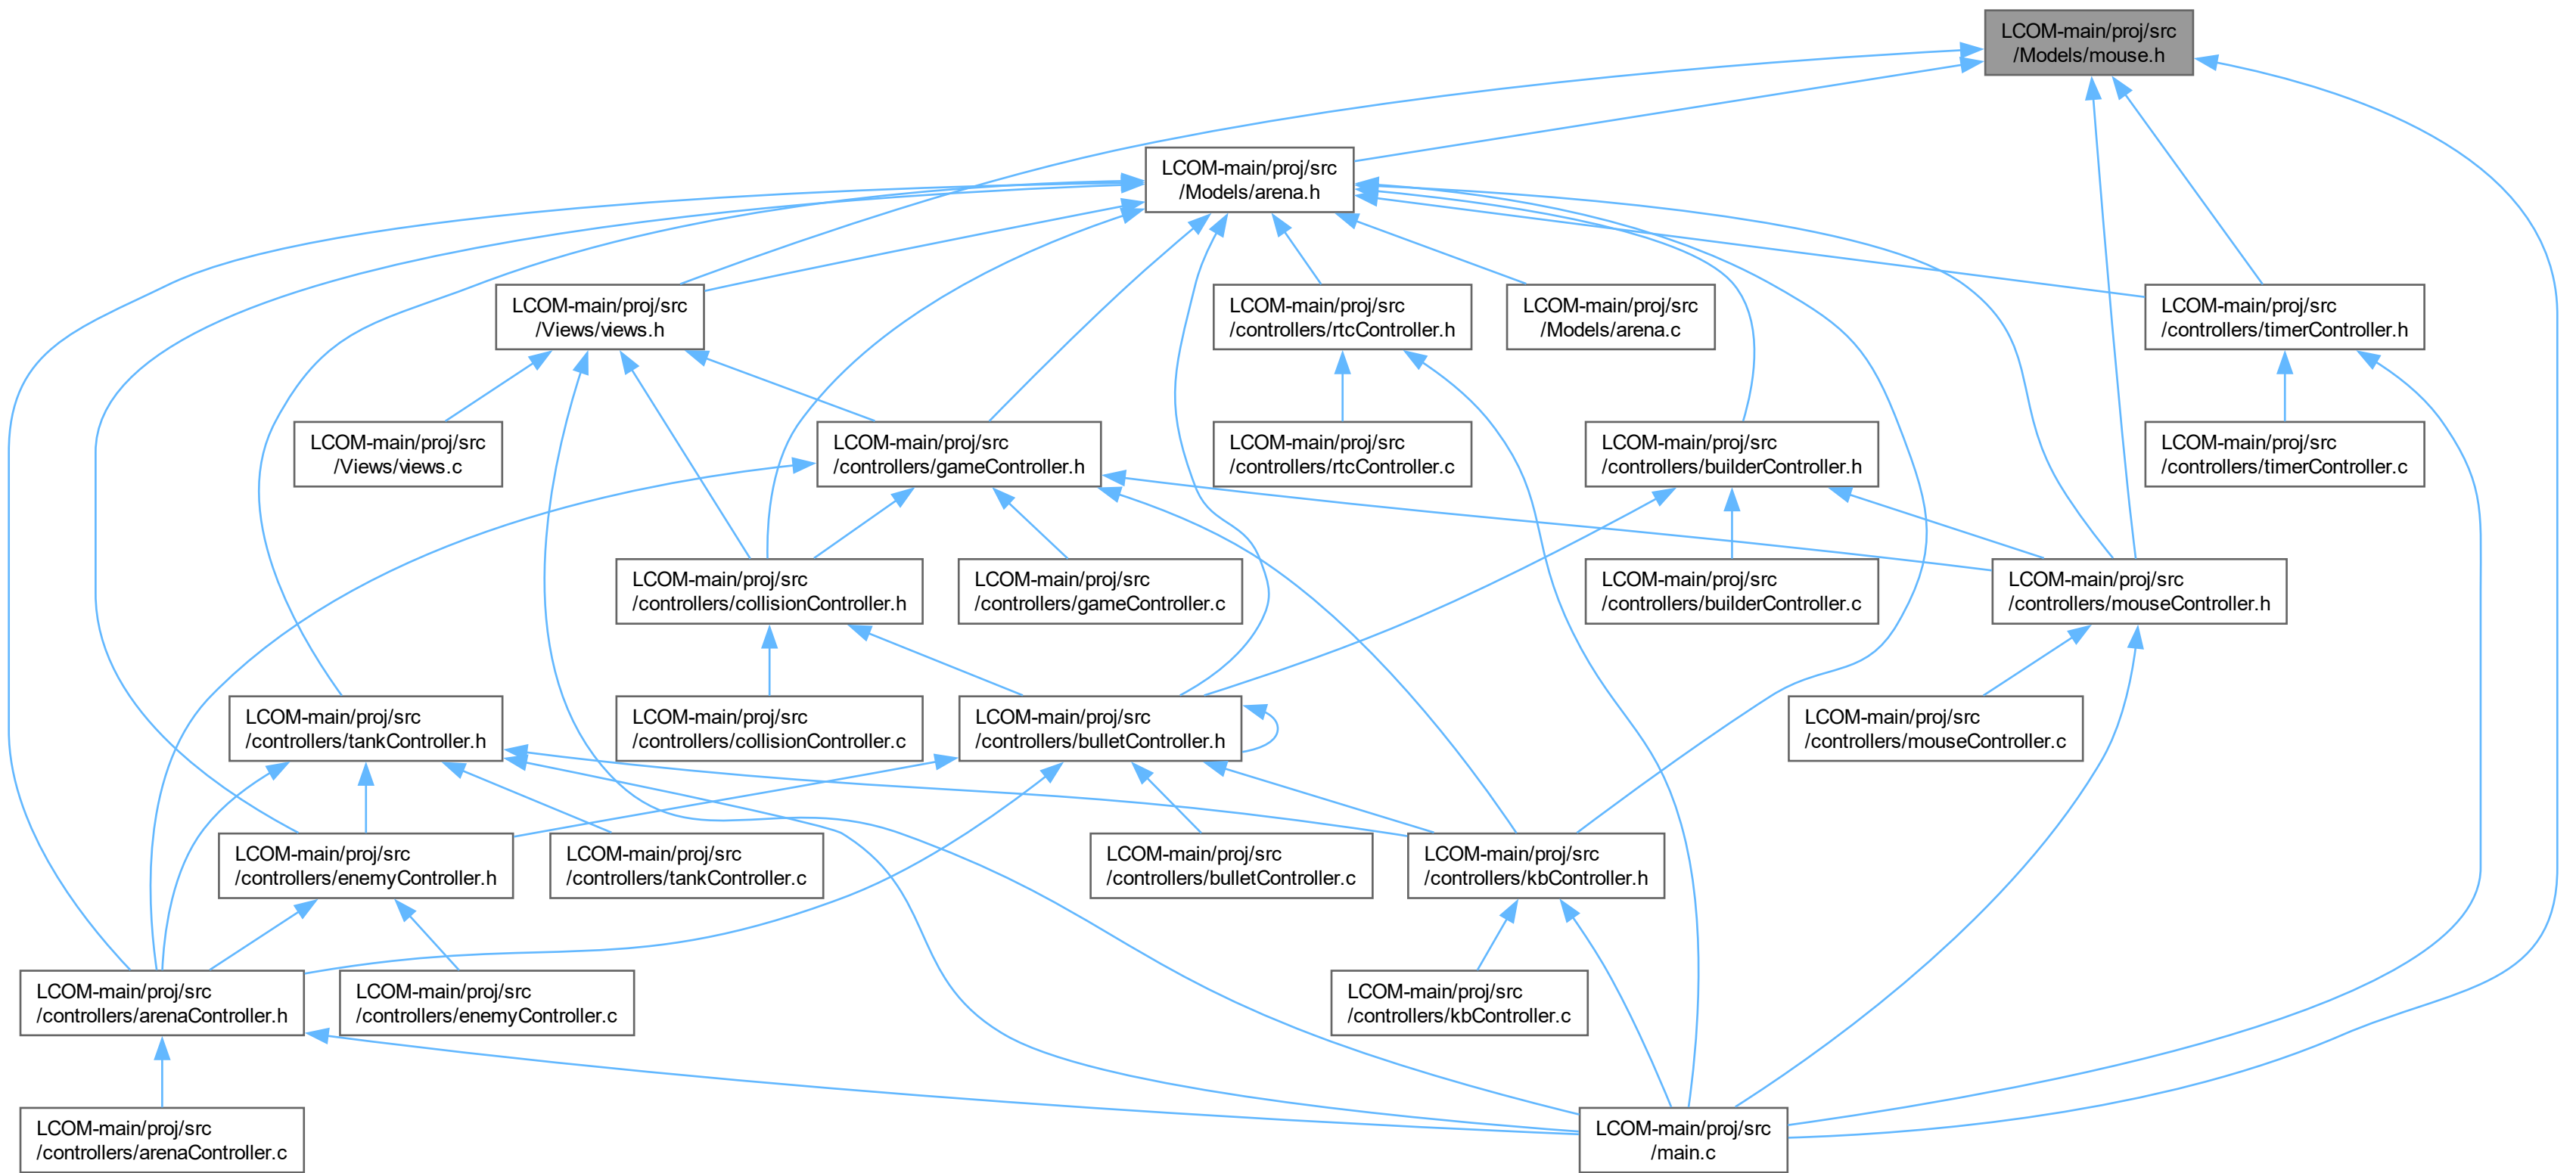 LCOM-main/proj/src
/Models/mouse.h
LCOM-main/proj/src
/Models/arena.h
LCOM-main/proj/src
/Views/views.h
LCOM-main/proj/src
/controllers/rtcController.h
LCOM-main/proj/src
/Models/arena.c
LCOM-main/proj/src
/controllers/timerController.h
LCOM-main/proj/src
/Views/views.c
LCOM-main/proj/src
/controllers/gameController.h
LCOM-main/proj/src
/controllers/rtcController.c
LCOM-main/proj/src
/controllers/builderController.h
LCOM-main/proj/src
/controllers/timerController.c
LCOM-main/proj/src
/controllers/collisionController.h
LCOM-main/proj/src
/controllers/gameController.c
LCOM-main/proj/src
/controllers/builderController.c
LCOM-main/proj/src
/controllers/mouseController.h
LCOM-main/proj/src
/controllers/tankController.h
LCOM-main/proj/src
/controllers/collisionController.c
LCOM-main/proj/src
/controllers/bulletController.h
LCOM-main/proj/src
/controllers/mouseController.c
LCOM-main/proj/src
/controllers/enemyController.h
LCOM-main/proj/src
/controllers/tankController.c
LCOM-main/proj/src
/controllers/bulletController.c
LCOM-main/proj/src
/controllers/kbController.h
LCOM-main/proj/src
/controllers/arenaController.h
LCOM-main/proj/src
/controllers/enemyController.c
LCOM-main/proj/src
/controllers/kbController.c
LCOM-main/proj/src
/controllers/arenaController.c
LCOM-main/proj/src
/main.c